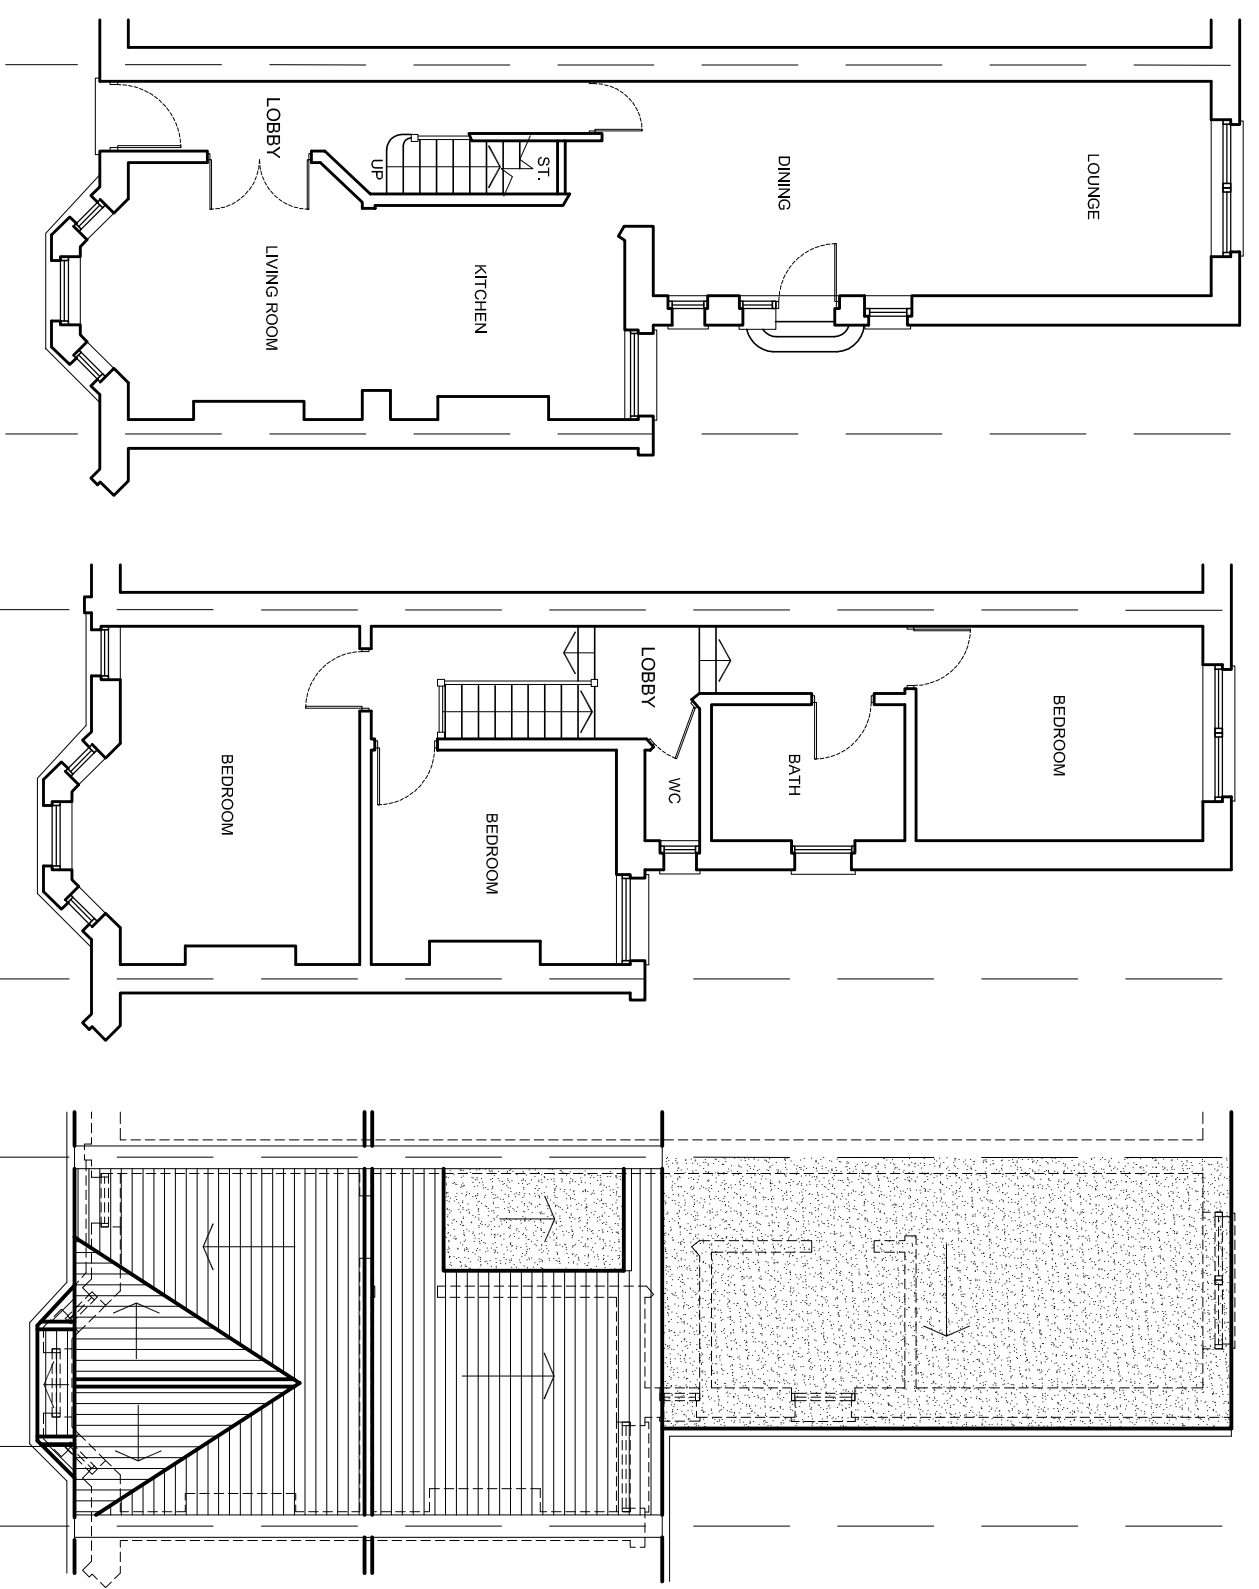 LOBBY
UP
ST.
DINING
LOUNGE
LIVING ROOM
KITCHEN
LOBBY
BEDROOM
BEDROOM
WC
BATH
BEDROOM